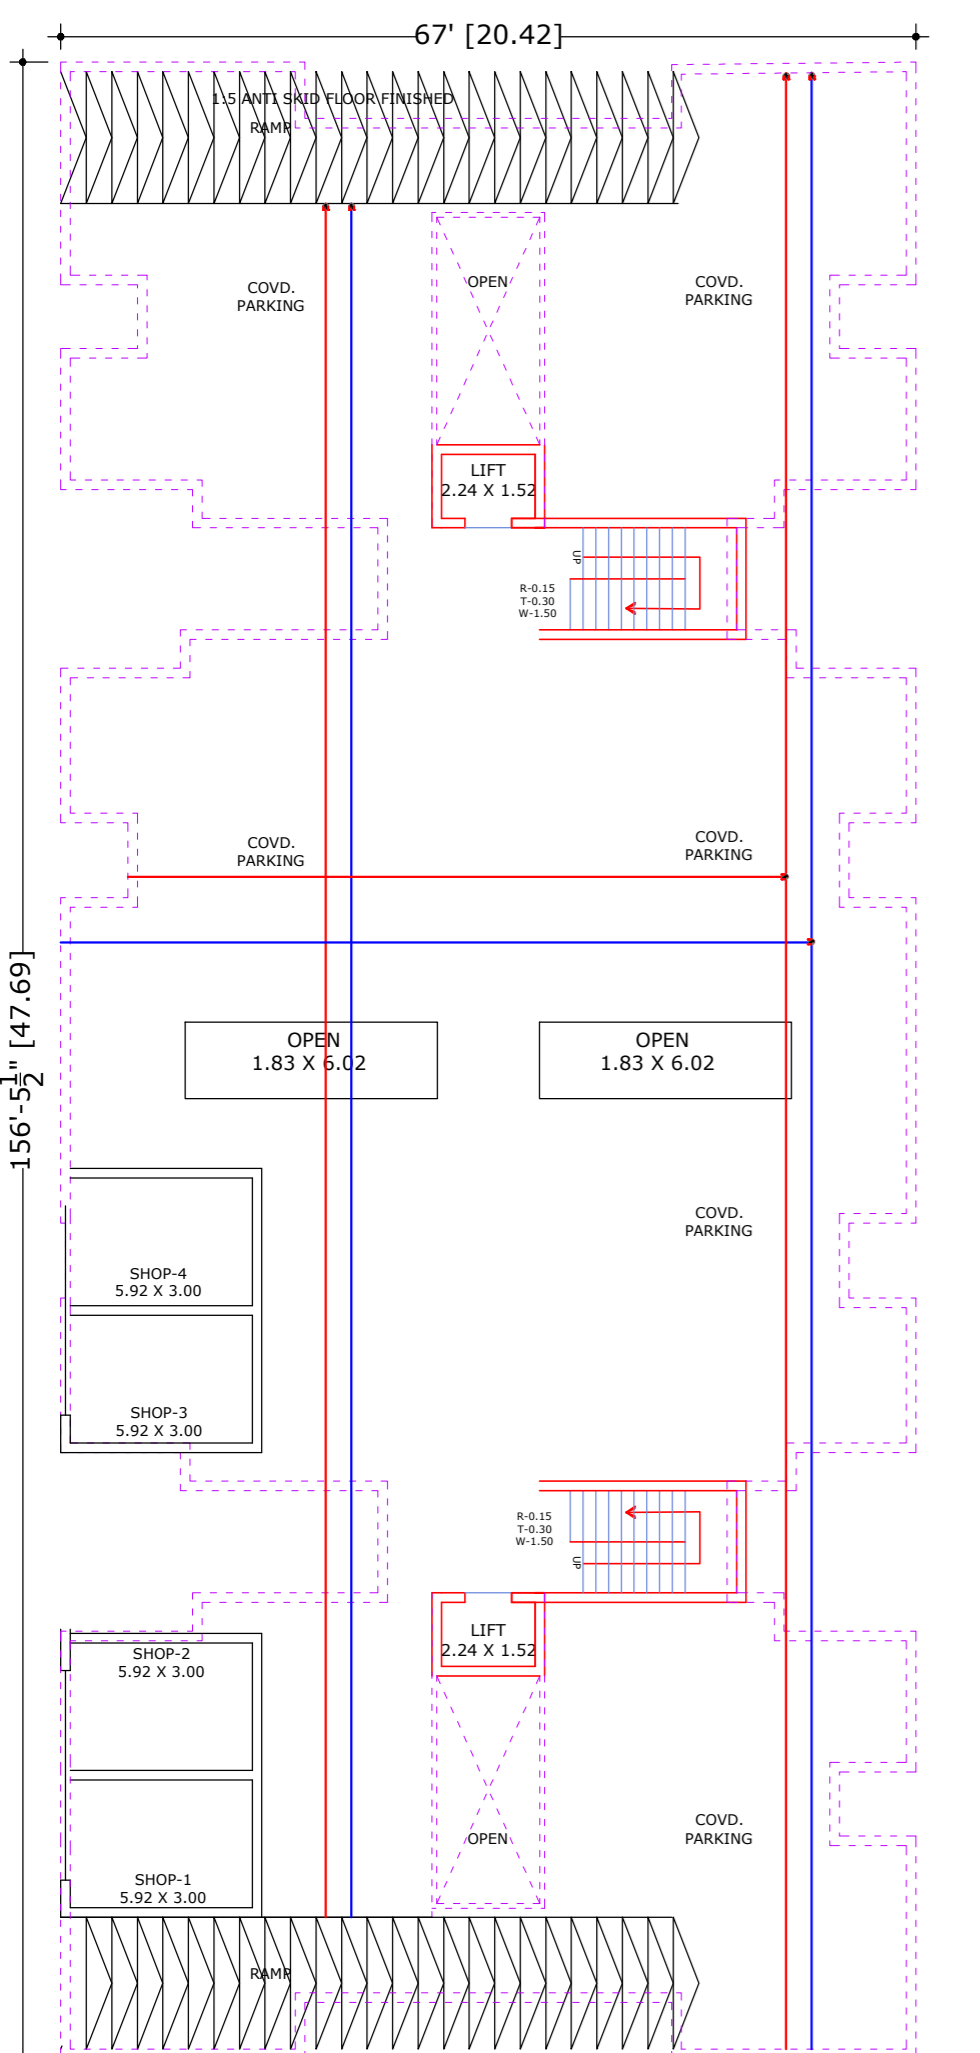 67' [20.42]
1:5 ANTI SKID FLOOR FINISHED
RAMP
COVD.
PARKING
OPEN
COVD.
PARKING
LIFT
2.24 X 1.52
UP
R-0.15
T-0.30
W-1.50
COVD.
PARKING
COVD.
PARKING
156'-5 1/2" [47.69]
OPEN
1.83 X 6.02
OPEN
1.83 X 6.02
COVD.
PARKING
SHOP-4
5.92 X 3.00
SHOP-3
5.92 X 3.00
R-0.15
T-0.30
W-1.50
UP
LIFT
2.24 X 1.52
SHOP-2
5.92 X 3.00
COVD.
PARKING
OPEN
SHOP-1
5.92 X 3.00
RAMP